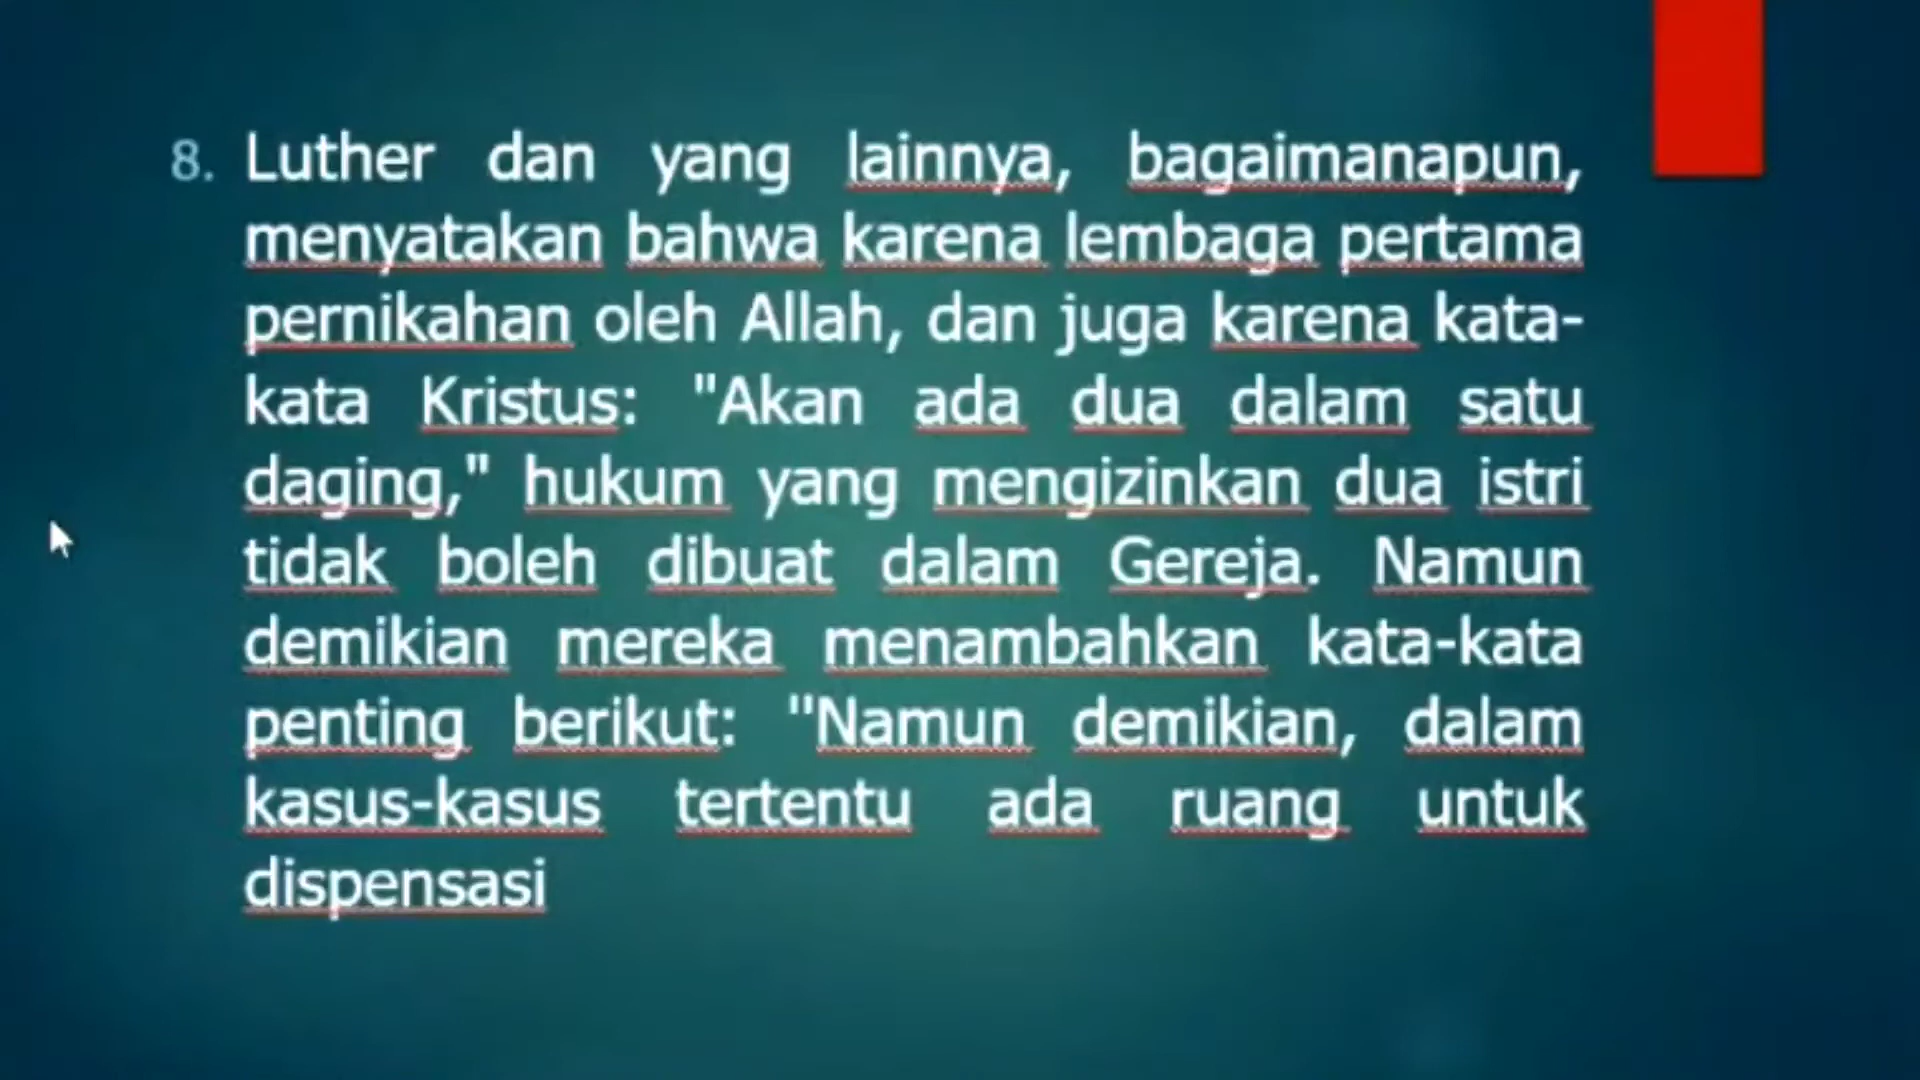 8. Luther dan yang lainnya, bagaimanapun,
menyatakan bahwa karena lembaga pertama
pernikahan oleh Allah, dan juga karena kata-
kata Kristus: "Akan ada dua dalam satu
daging," hukum yang mengizinkan dua istri
tidak boleh dibuat dalam Gereja. Namun
demikian mereka menambahkan kata-kata
penting berikut: "Namun demikian, dalam
kasus-kasus tertentu ada ruang untuk
dispensasi